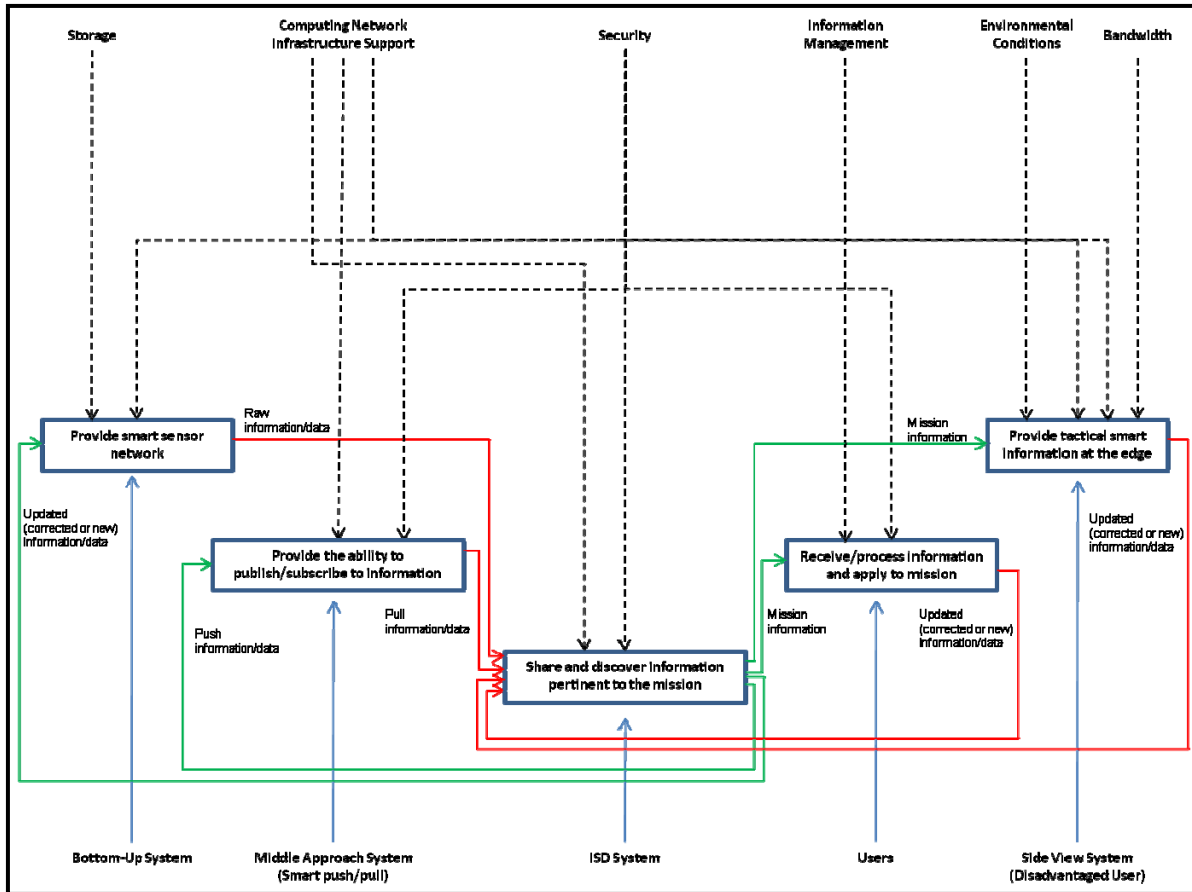 Storage
Computing Network
Infrastructure Support
Security
Information
Management
Environmental
Conditions
Bandwidth
Provide smart sensor
network
Raw
information/data
Mission
information
Provide tactical smart
information at the edge
Updated
(corrected or new)
information/data
Provide the ability to
publish/subscribe to information
Receive/process information
and apply to mission
Updated
(corrected or new)
information/data
Push
information/data
Pull
information/data
Mission
information
Updated
(corrected or new)
information/data
Share and discover information
pertinent to the mission
Bottom-Up System
Middle Approach System
(Smart push/pull)
ISD System
Users
Side View System
(Disadvantaged User)